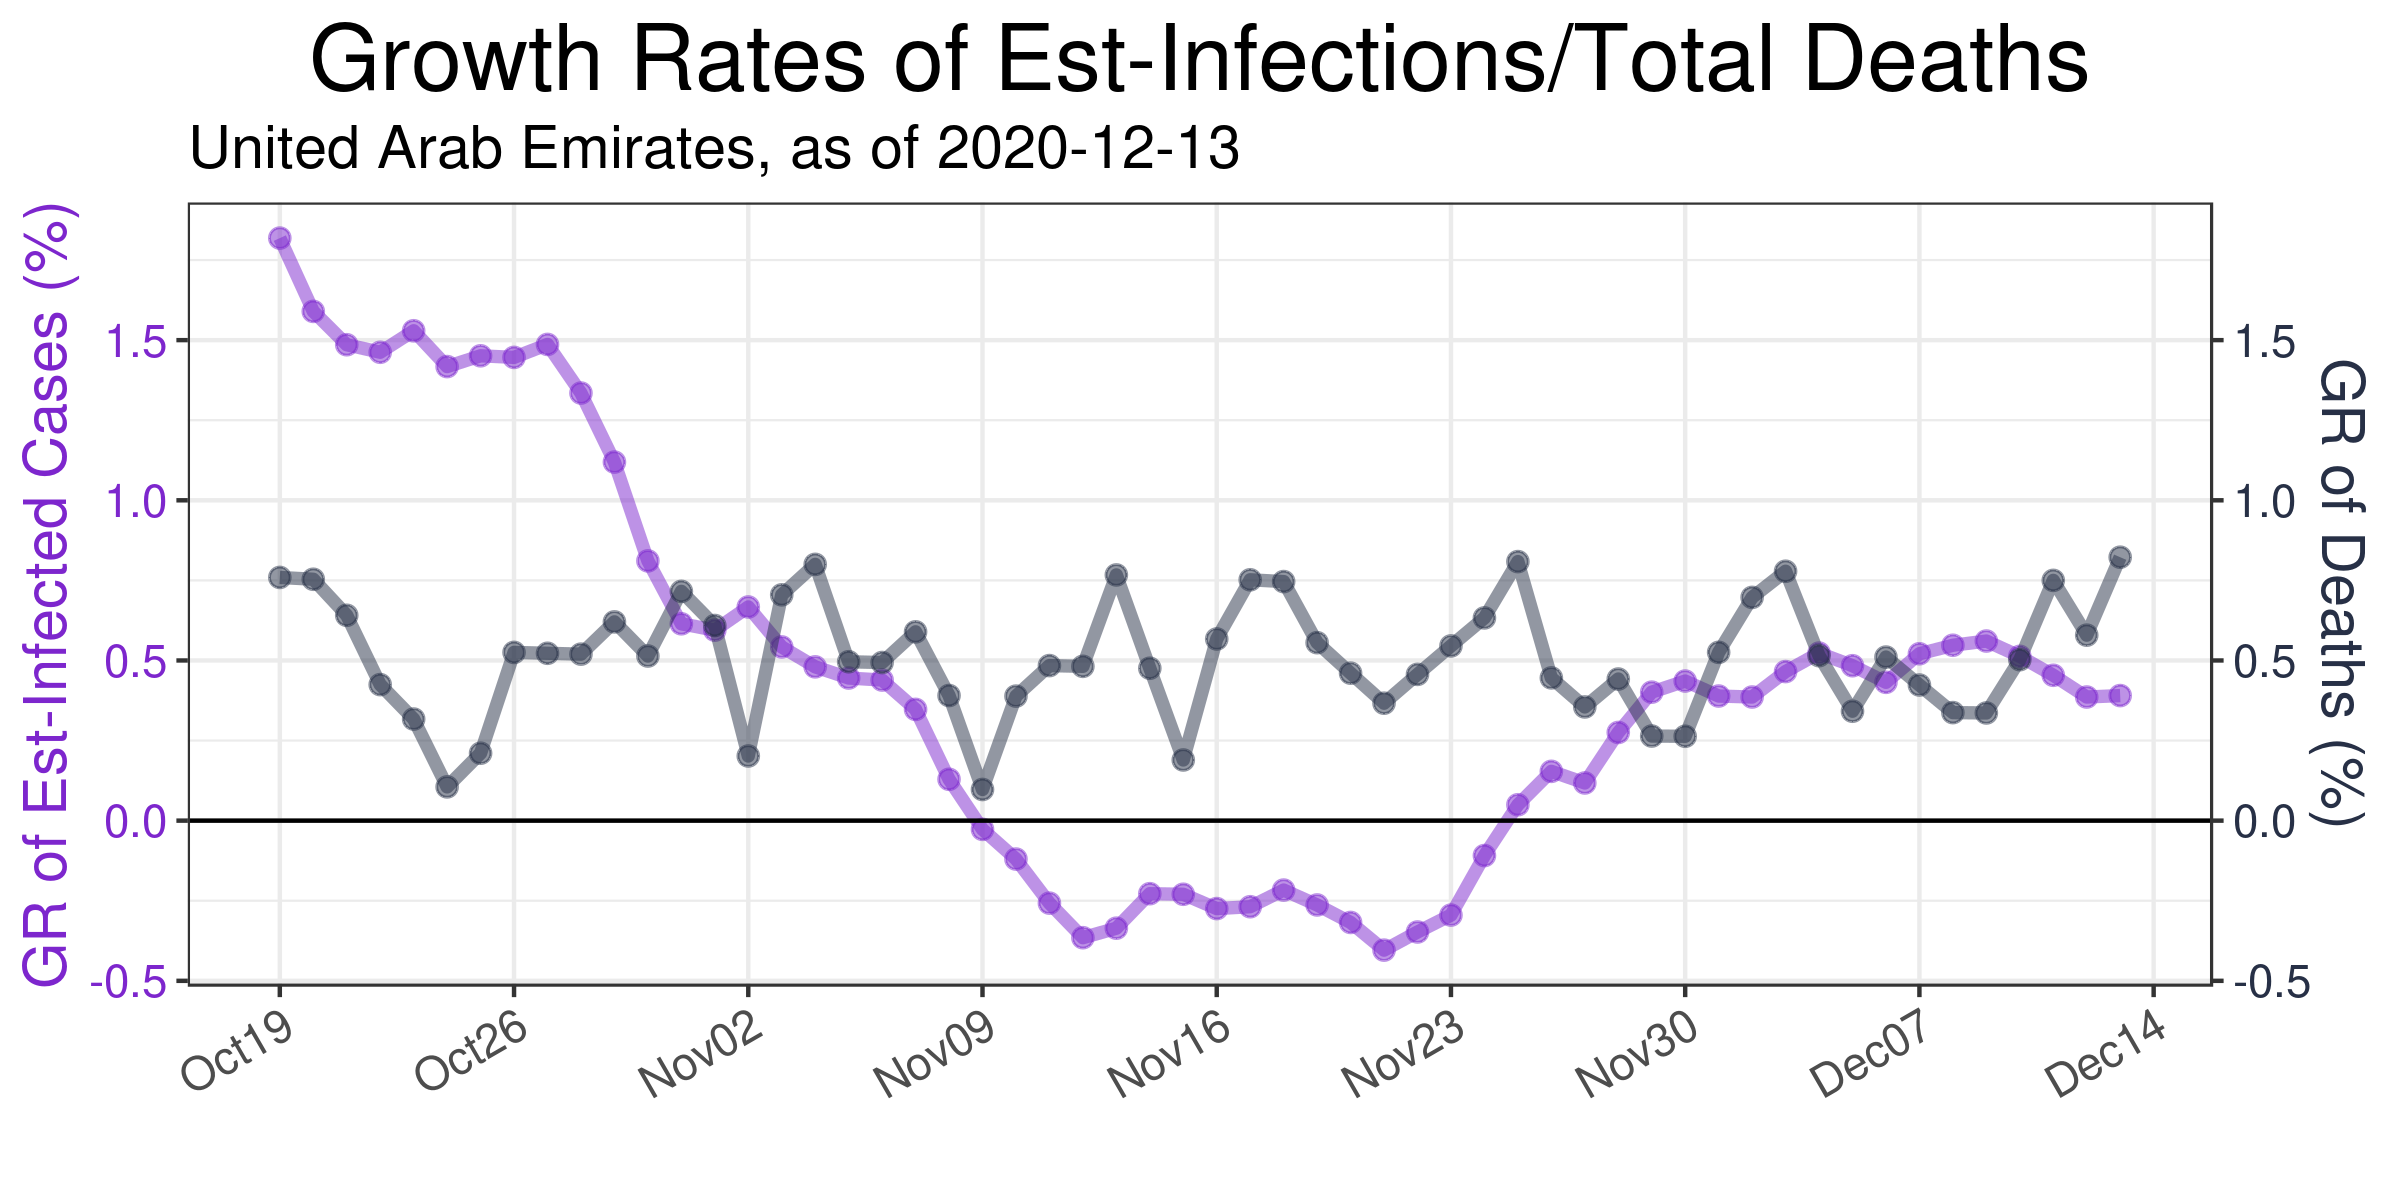 Growth Rates of Est-Infections/Total Deaths
United Arab Emirates, as of 2020-12-13
GR of Est-Infected Cases (%)
1.5
1.0
0.5
0.0
-0.5
1.5
1.0
0.5
0.0
-0.5
GR of Deaths (%)
Oct19 Oct26 Nov02 Nov09 Nov16 Nov23 Nov30 Dec07 Dec14